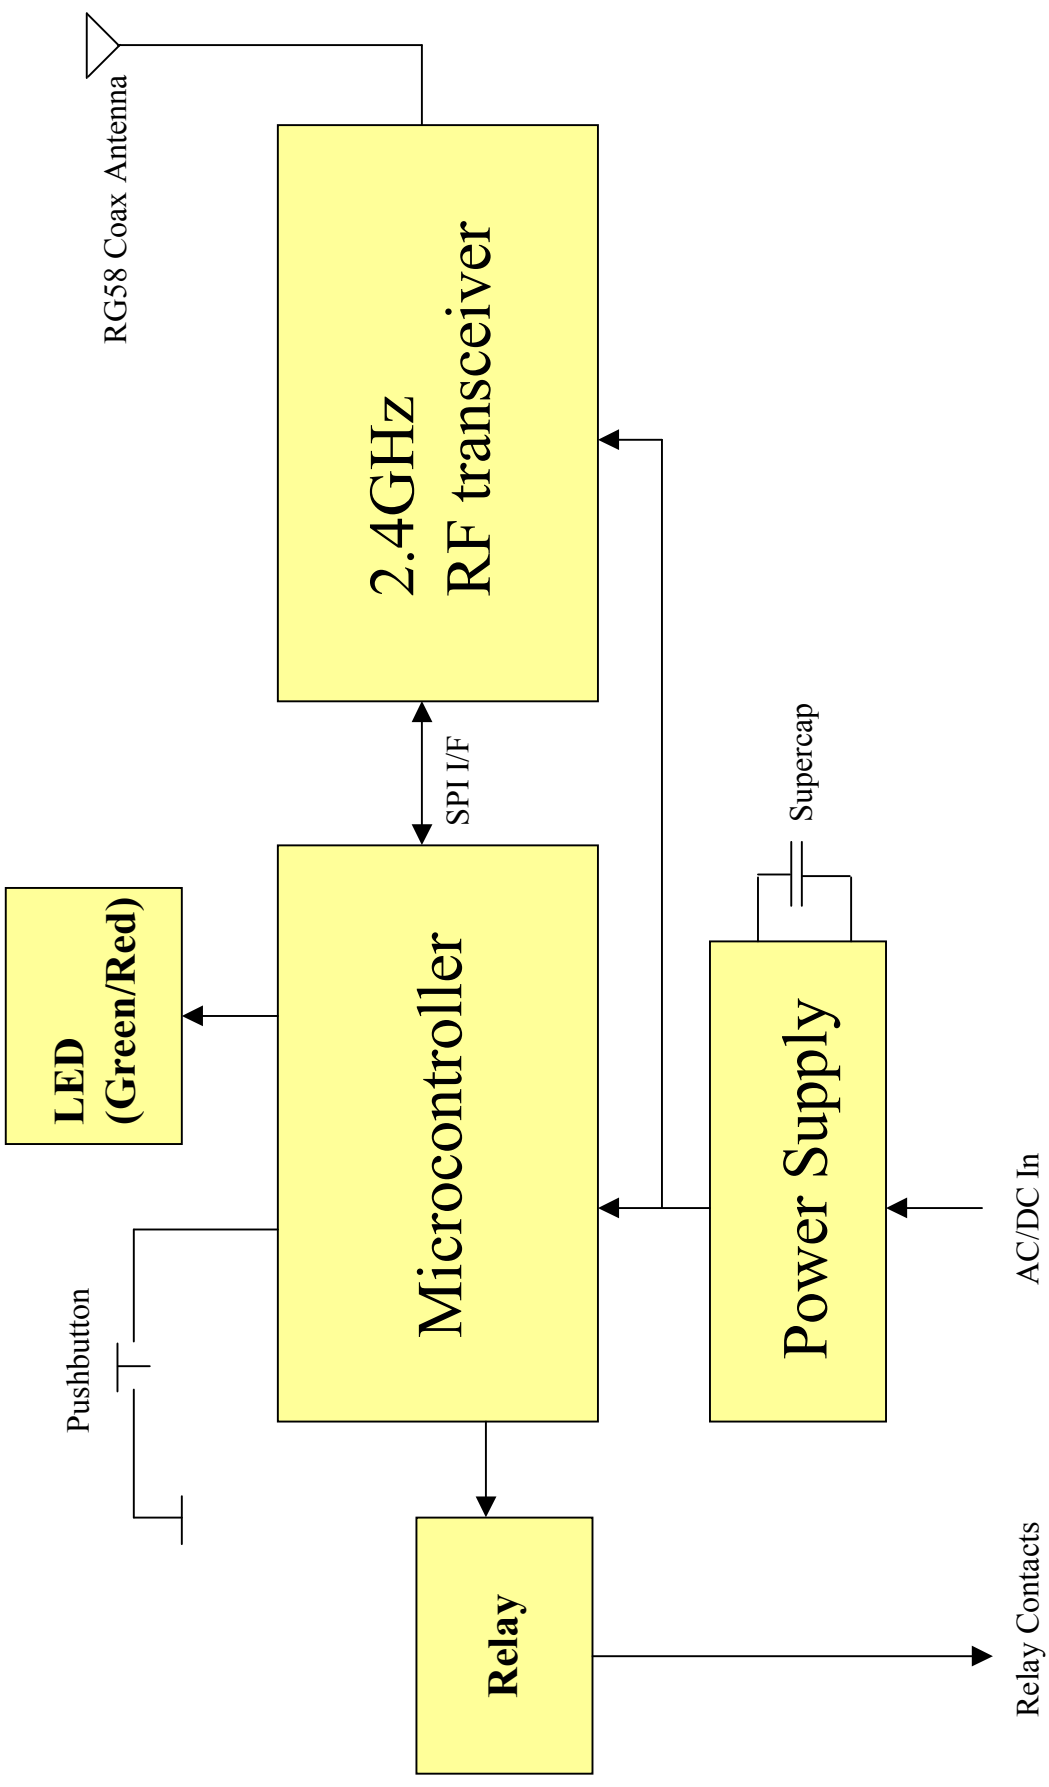 Pushbutton
LED
(Green/Red)
RG58 Coax Antenna
Relay
Microcontroller
SPI I/F
2.4GHz
RF transceiver
Power Supply
Supercap
Relay Contacts
AC/DC In